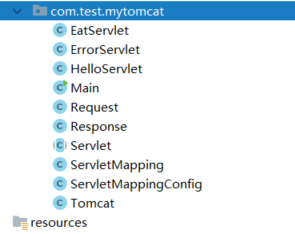 com.test.mytomcat
EatServlet
ErrorServlet
HelloServlet
Main
Request
Response
Servlet
ServletMapping
ServletMappingConfig
Tomcat
resources